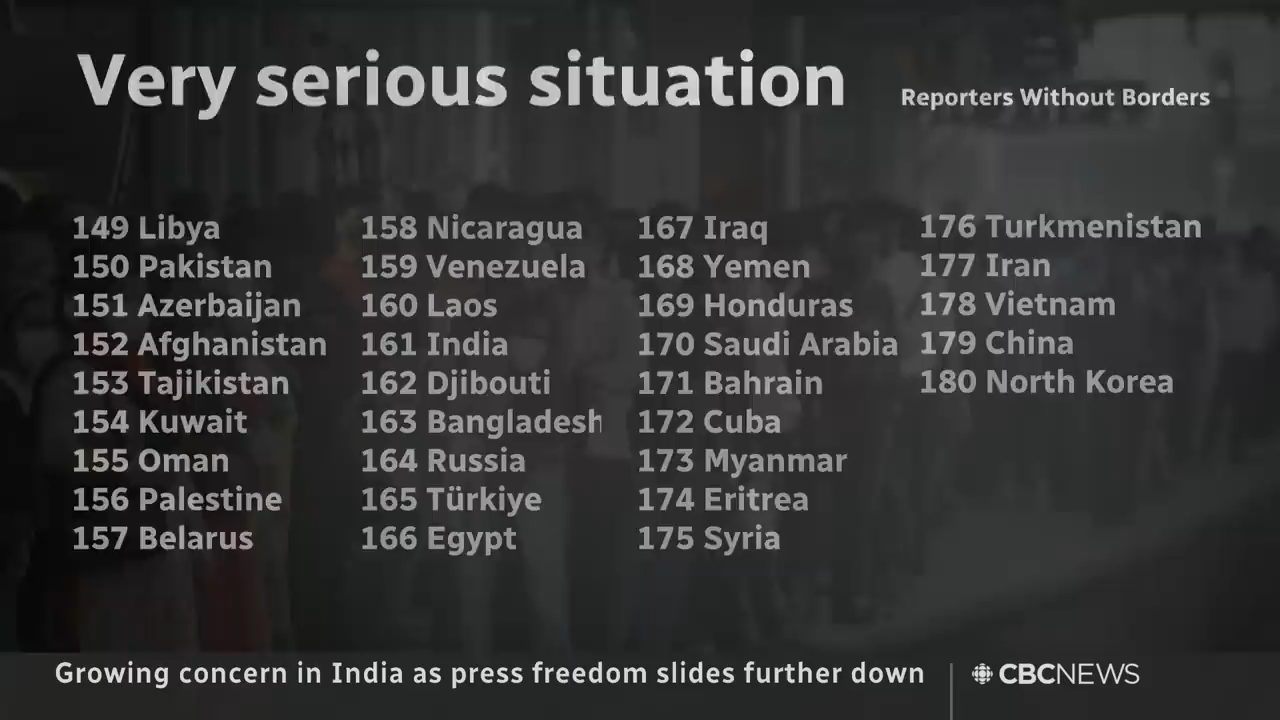 Very serious situation
Reporters Without Borders
149 Libya
150 Pakistan
151 Azerbaijan
152 Afghanistan
153 Tajikistan
154 Kuwait
155 Oman
156 Palestine
157 Belarus
158 Nicaragua
159 Venezuela
160 Laos
161 India
162 Djibouti
163 Bangladesh
164 Russia
165 Türkiye
166 Egypt
167 Iraq
168 Yemen
169 Honduras
170 Saudi Arabia
171 Bahrain
172 Cuba
173 Myanmar
174 Eritrea
175 Syria
176 Turkmenistan
177 Iran
178 Vietnam
179 China
180 North Korea
Growing concern in India as press freedom slides further down
CBCNEWS